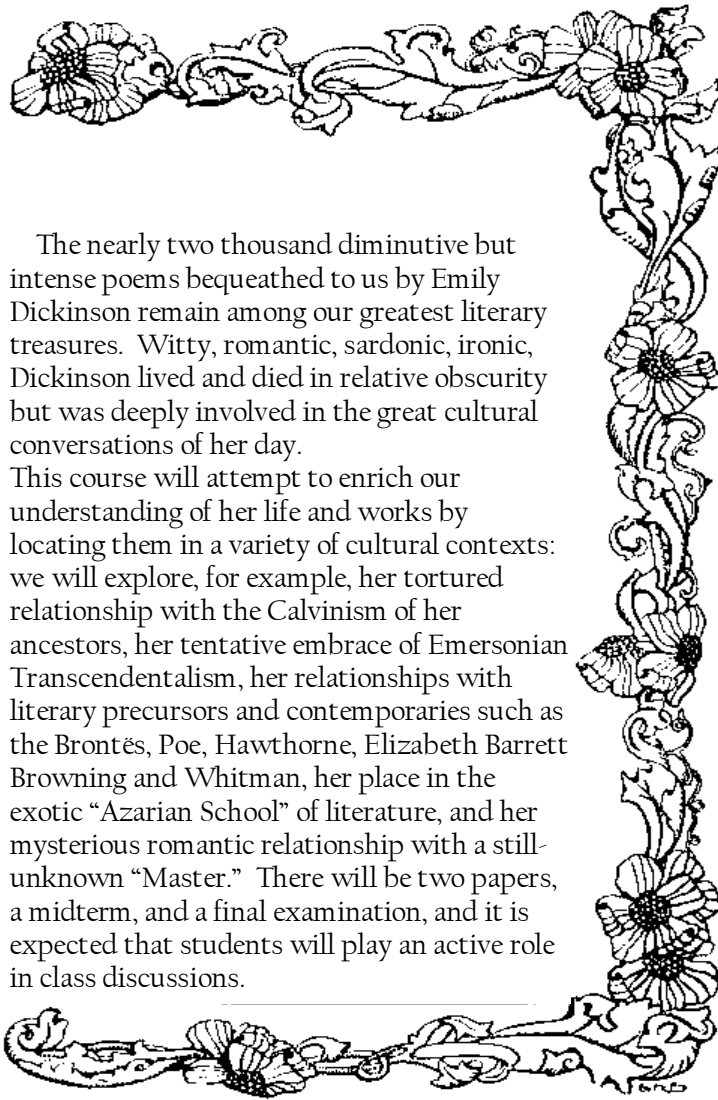 The nearly two thousand diminutive but
intense poems bequeathed to us by Emily
Dickinson remain among our greatest literary
treasures.  Witty, romantic, sardonic, ironic,
Dickinson lived and died in relative obscurity
but was deeply involved in the great cultural
conversations of her day.
This course will attempt to enrich our
understanding of her life and works by
locating them in a variety of cultural contexts:
we will explore, for example, her tortured
relationship with the Calvinism of her
ancestors, her tentative embrace of Emersonian
Transcendentalism, her relationships with
literary precursors and contemporaries such as
the Brontës, Poe, Hawthorne, Elizabeth Barrett
Browning and Whitman, her place in the
exotic “Azarian School” of literature, and her
mysterious romantic relationship with a still-
unknown “Master.”  There will be two papers,
a midterm, and a final examination, and it is
expected that students will play an active role
in class discussions.